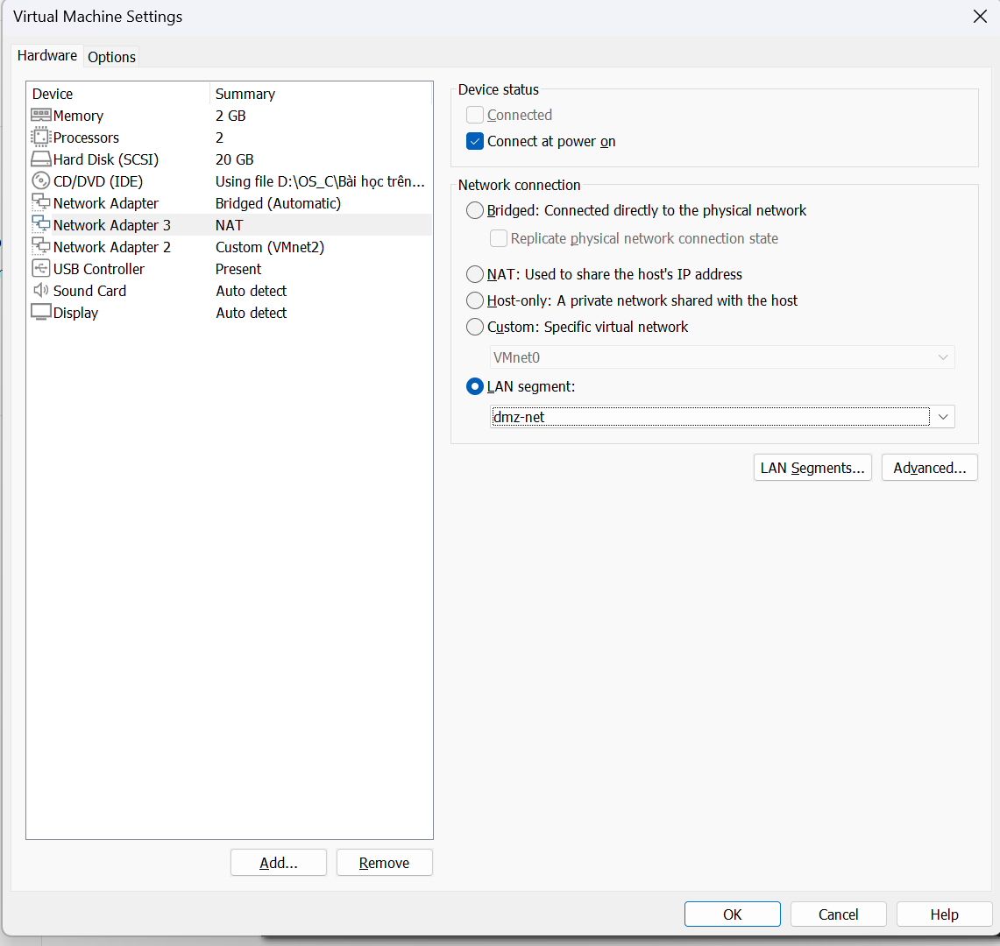 Virtual Machine Settings
Hardware
Options
Device Summary
Memory 2 GB
Processors 2
Hard Disk (SCSI) 20 GB
CD/DVD (IDE) Using file D:\OS_C\Bài học trên...
Network Adapter Bridged (Automatic)
Network Adapter 3 NAT
Network Adapter 2 Custom (VMnet2)
USB Controller Present
Sound Card Auto detect
Display Auto detect
Add...
Remove
Device status
Connected
Connect at power on
Network connection
Bridged: Connected directly to the physical network
Replicate physical network connection state
NAT: Used to share the host's IP address
Host-only: A private network shared with the host
Custom: Specific virtual network
VMnet0
LAN segment:
dmz-net
LAN Segments...
Advanced...
OK
Cancel
Help